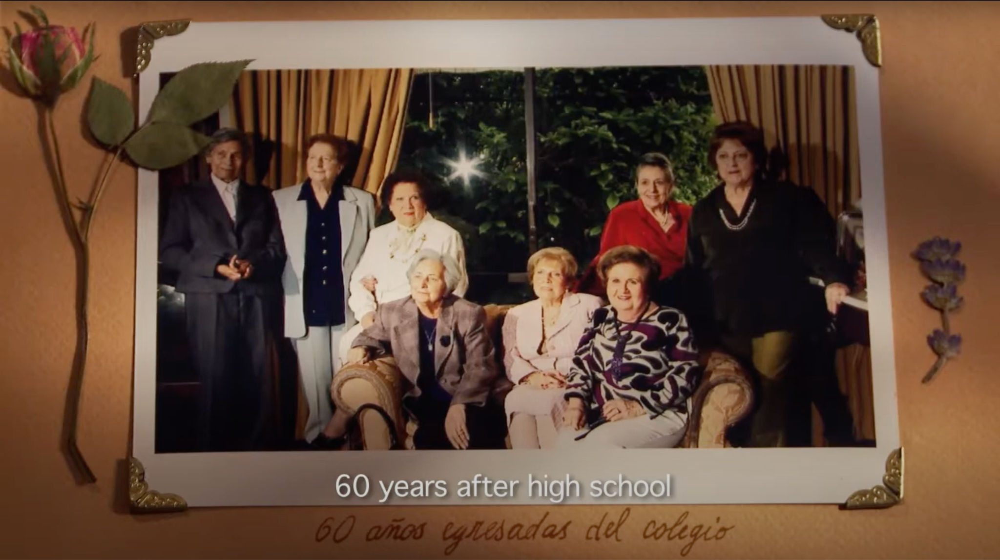 60 years after high school
60 años egresadas del colegio